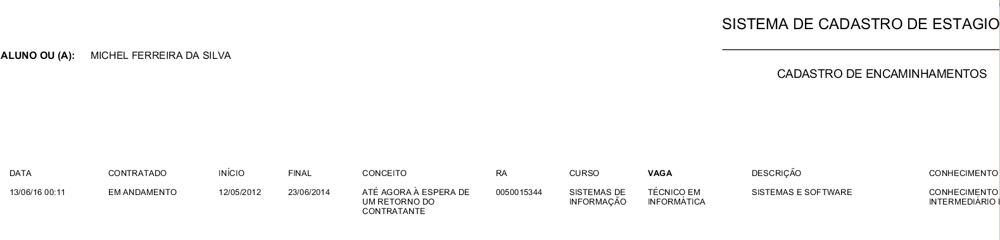 SISTEMA DE CADASTRO DE ESTAGIO
ALUNO OU (A): MICHEL FERREIRA DA SILVA
CADASTRO DE ENCAMINHAMENTOS
DATA CONTRATADO INÍCIO FINAL CONCEITO RA CURSO VAGA DESCRIÇÃO CONHECIMENTO
13/06/16 00:11 EM ANDAMENTO 12/05/2012 23/06/2014 ATÉ AGORA À ESPERA DE 0050015344 SISTEMAS DE TÉCNICO EM SISTEMAS E SOFTWARE CONHECIMENTO
UM RETORNO DO INFORMAÇÃO INFORMÁTICA INTERMEDIÁRIO
CONTRATANTE